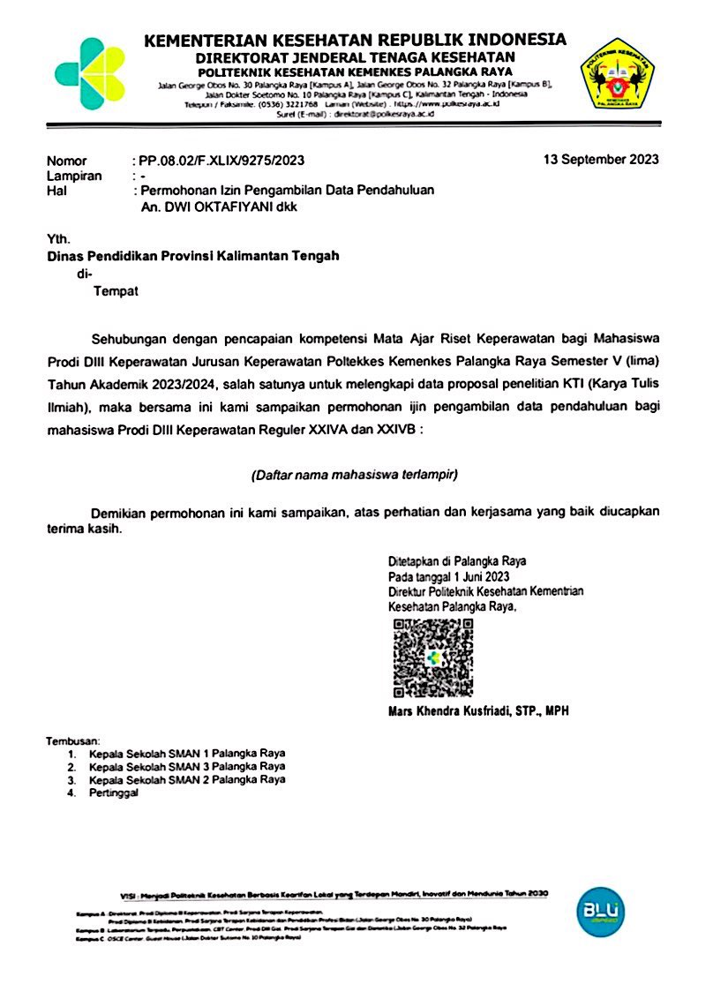 KEMENTERIAN KESEHATAN REPUBLIK INDONESIA
DIREKTORAT JENDERAL TENAGA KESEHATAN
POLITEKNIK KESEHATAN KEMENKES PALANGKA RAYA
Jalan George Obos No. 30 Palangka Raya [Kampus A], Jalan George Obos No. 32 Palangka Raya [Kampus B],
Jalan Dokter Soetomo No. 10 Palangka Raya [Kampus C], Kalimantan Tengah - Indonesia
Telepun / Faksimile. (0536) 3221768 Laman (Website) : https://www.polkesraya.ac.id
Surel (E-mail) : direktorat@polkesraya.ac.id
POLITEKNIK KESEHATAN
KEMENKES
PALANGKA RAYA
Nomor : PP.08.02/F.XLIX/9275/2023 13 September 2023
Lampiran : -
Hal : Permohonan Izin Pengambilan Data Pendahuluan
An. DWI OKTAFIYANI dkk
Yth.
Dinas Pendidikan Provinsi Kalimantan Tengah
di-
Tempat
Sehubungan dengan pencapaian kompetensi Mata Ajar Riset Keperawatan bagi Mahasiswa
Prodi DIII Keperawatan Jurusan Keperawatan Poltekkes Kemenkes Palangka Raya Semester V (lima)
Tahun Akademik 2023/2024, salah satunya untuk melengkapi data proposal penelitian KTI (Karya Tulis
Ilmiah), maka bersama ini kami sampaikan permohonan ijin pengambilan data pendahuluan bagi
mahasiswa Prodi DIII Keperawatan Reguler XXIVA dan XXIVB :
(Daftar nama mahasiswa terlampir)
Demikian permohonan ini kami sampaikan, atas perhatian dan kerjasama yang baik diucapkan
terima kasih.
Ditetapkan di Palangka Raya
Pada tanggal 1 Juni 2023
Direktur Politeknik Kesehatan Kementrian
Kesehatan Palangka Raya,
Mars Khendra Kusfriadi, STP., MPH
Tembusan:
1. Kepala Sekolah SMAN 1 Palangka Raya
2. Kepala Sekolah SMAN 3 Palangka Raya
3. Kepala Sekolah SMAN 2 Palangka Raya
4. Pertinggal
VISI : Menjadi Politeknik Kesehatan Berbasis Kearifan Lokal yang Terdepan Mandiri, Inovatif dan Mendunia Tahun 2030
Kampus A : Direktorat, Prodi Diploma III Keperawatan, Prodi Sarjana Terapan Keperawatan,
Prodi Diploma III Kebidanan, Prodi Sarjana Terapan Kebidanan dan Pendidikan Profesi Bidan (Jalan George Obos No. 30 Palangka Raya)
Kampus B : Laboratorium Terpadu, Perpustakaan, CBT Center, Prodi DIII Gizi, Prodi Sarjana Terapan Gizi dan Dietetika (Jalan George Obos No. 32 Palangka Raya
Kampus C : OSCE Center, Guest House (Jalan Dokter Sutomo No. 10 Palangka Raya)
BLU